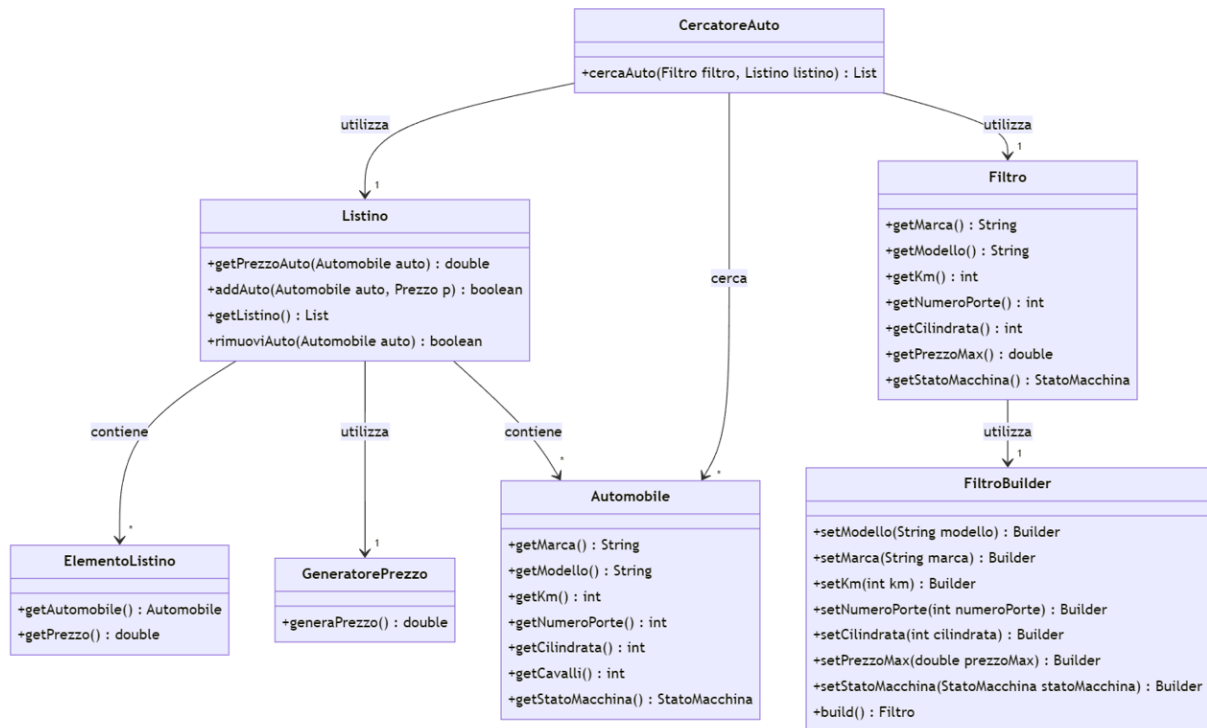 CercatoreAuto
+cercaAuto(Filtro filtro, Listino listino) : List
utilizza
utilizza
1
1
Filtro
+getMarca() : String
+getModello() : String
+getKm() : int
+getNumeroPorte() : int
+getCilindrata() : int
+getPrezzoMax() : double
+getStatoMacchina() : StatoMacchina
Listino
+getPrezzoAuto(Automobile auto) : double
+addAuto(Automobile auto, Prezzo p) : boolean
+getListino() : List
+rimuoviAuto(Automobile auto) : boolean
cerca
contiene
utilizza
contiene
utilizza
*
1
*
*
1
ElementoListino
+getAutomobile() : Automobile
+getPrezzo() : double
GeneratorePrezzo
+generaPrezzo() : double
Automobile
+getMarca() : String
+getModello() : String
+getKm() : int
+getNumeroPorte() : int
+getCilindrata() : int
+getCavalli() : int
+getStatoMacchina() : StatoMacchina
FiltroBuilder
+setModello(String modello) : Builder
+setMarca(String marca) : Builder
+setKm(int km) : Builder
+setNumeroPorte(int numeroPorte) : Builder
+setCilindrata(int cilindrata) : Builder
+setPrezzoMax(double prezzoMax) : Builder
+setStatoMacchina(StatoMacchina statoMacchina) : Builder
+build() : Filtro